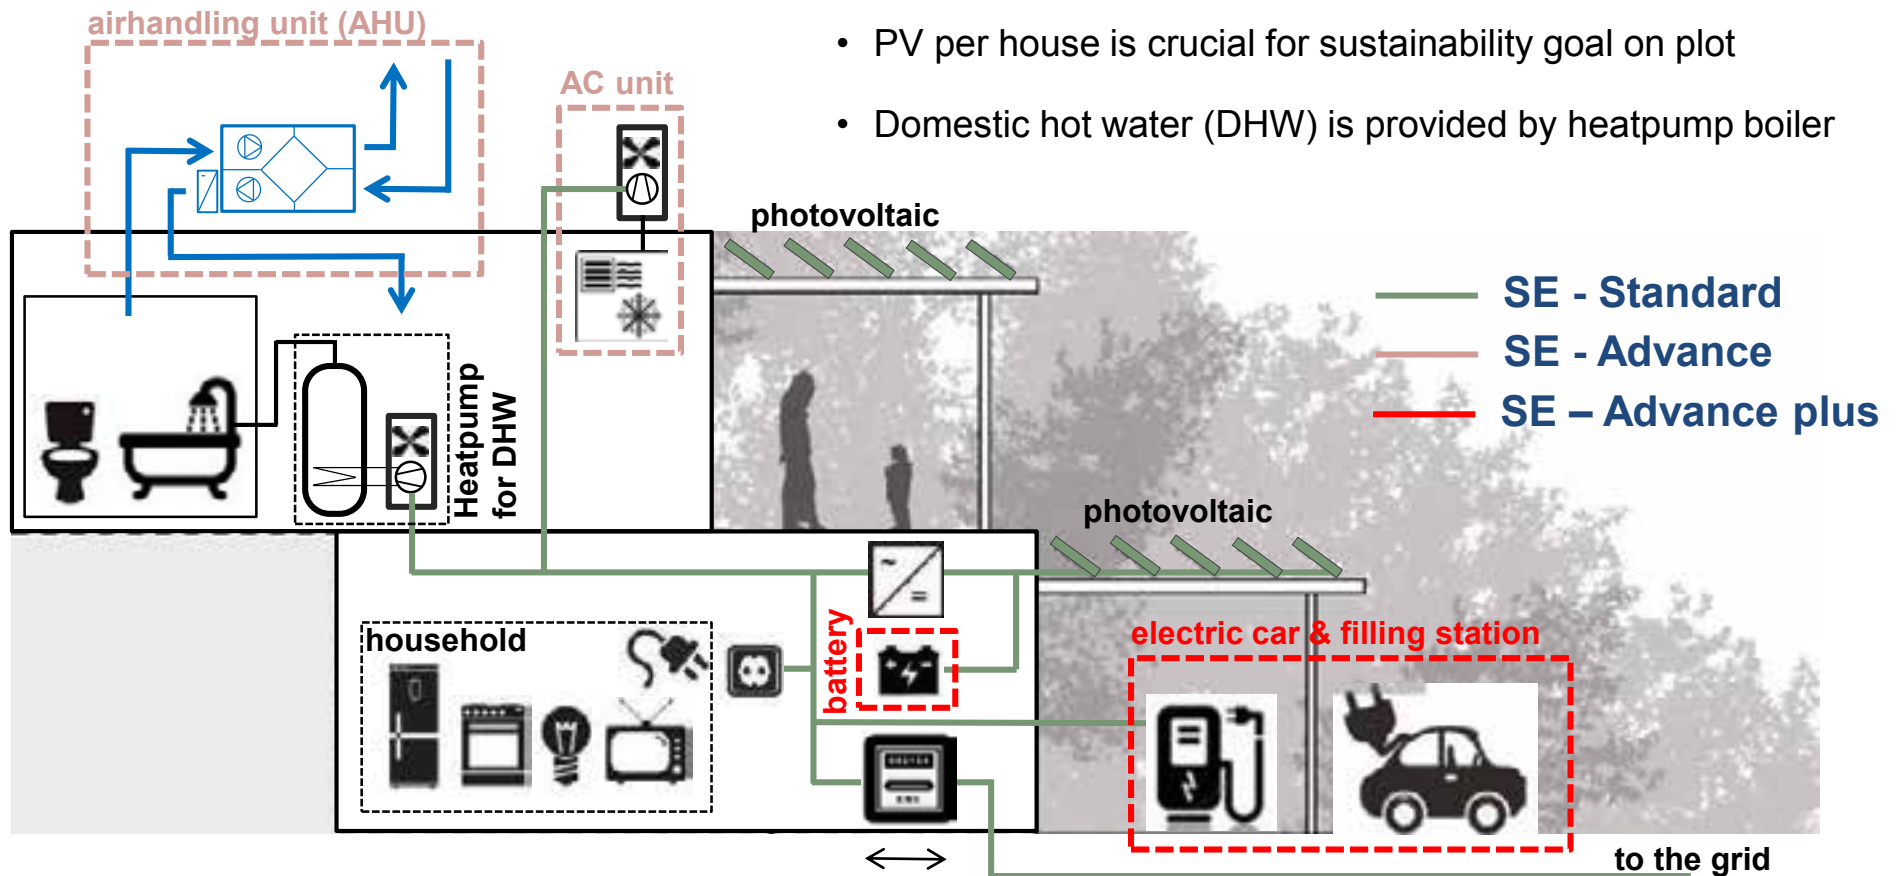 airhandling unit (AHU)
• PV per house is crucial for sustainability goal on plot
AC unit
• Domestic hot water (DHW) is provided by heatpump boiler
photovoltaic
SE - Standard
SE - Advance
SE – Advance plus
Heatpump
for DHW
photovoltaic
household
battery
electric car & filling station
to the grid